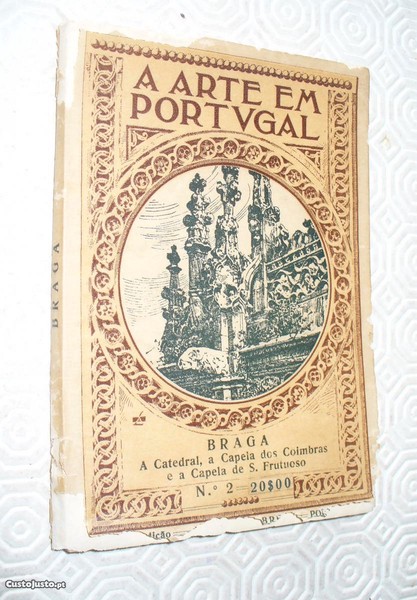 A ARTE EM
PORTVGAL
BRAGA
BRAGA
A Catedral, a Capela dos Coimbras
e a Capela de S. Frutuoso
N.º 2 - 20$00
CustoJusto.pt